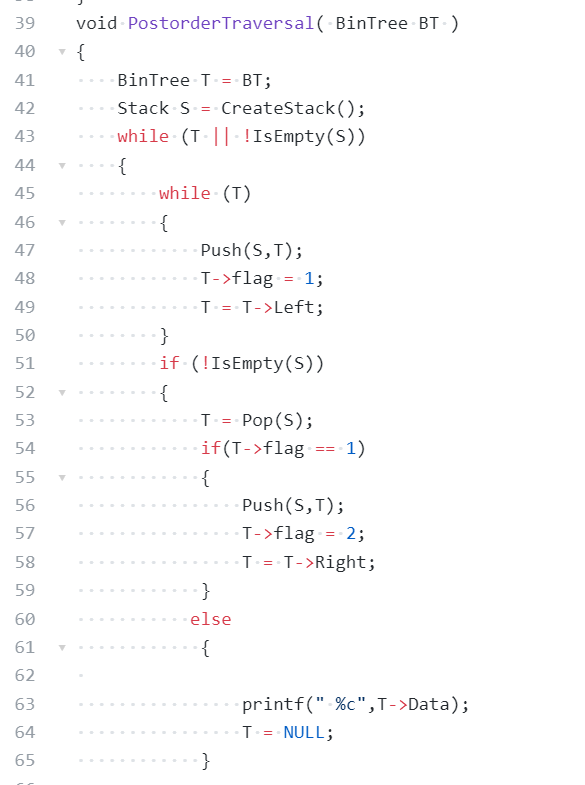 39 void PostorderTraversal( BinTree BT )
40 {
41     BinTree T = BT;
42     Stack S = CreateStack();
43     while (T || !IsEmpty(S))
44     {
45         while (T)
46         {
47             Push(S,T);
48             T->flag = 1;
49             T = T->Left;
50         }
51         if (!IsEmpty(S))
52         {
53             T = Pop(S);
54             if(T->flag == 1)
55             {
56                 Push(S,T);
57                 T->flag = 2;
58                 T = T->Right;
59             }
60            else
61             {
62
63                 printf(" %c",T->Data);
64                 T = NULL;
65             }